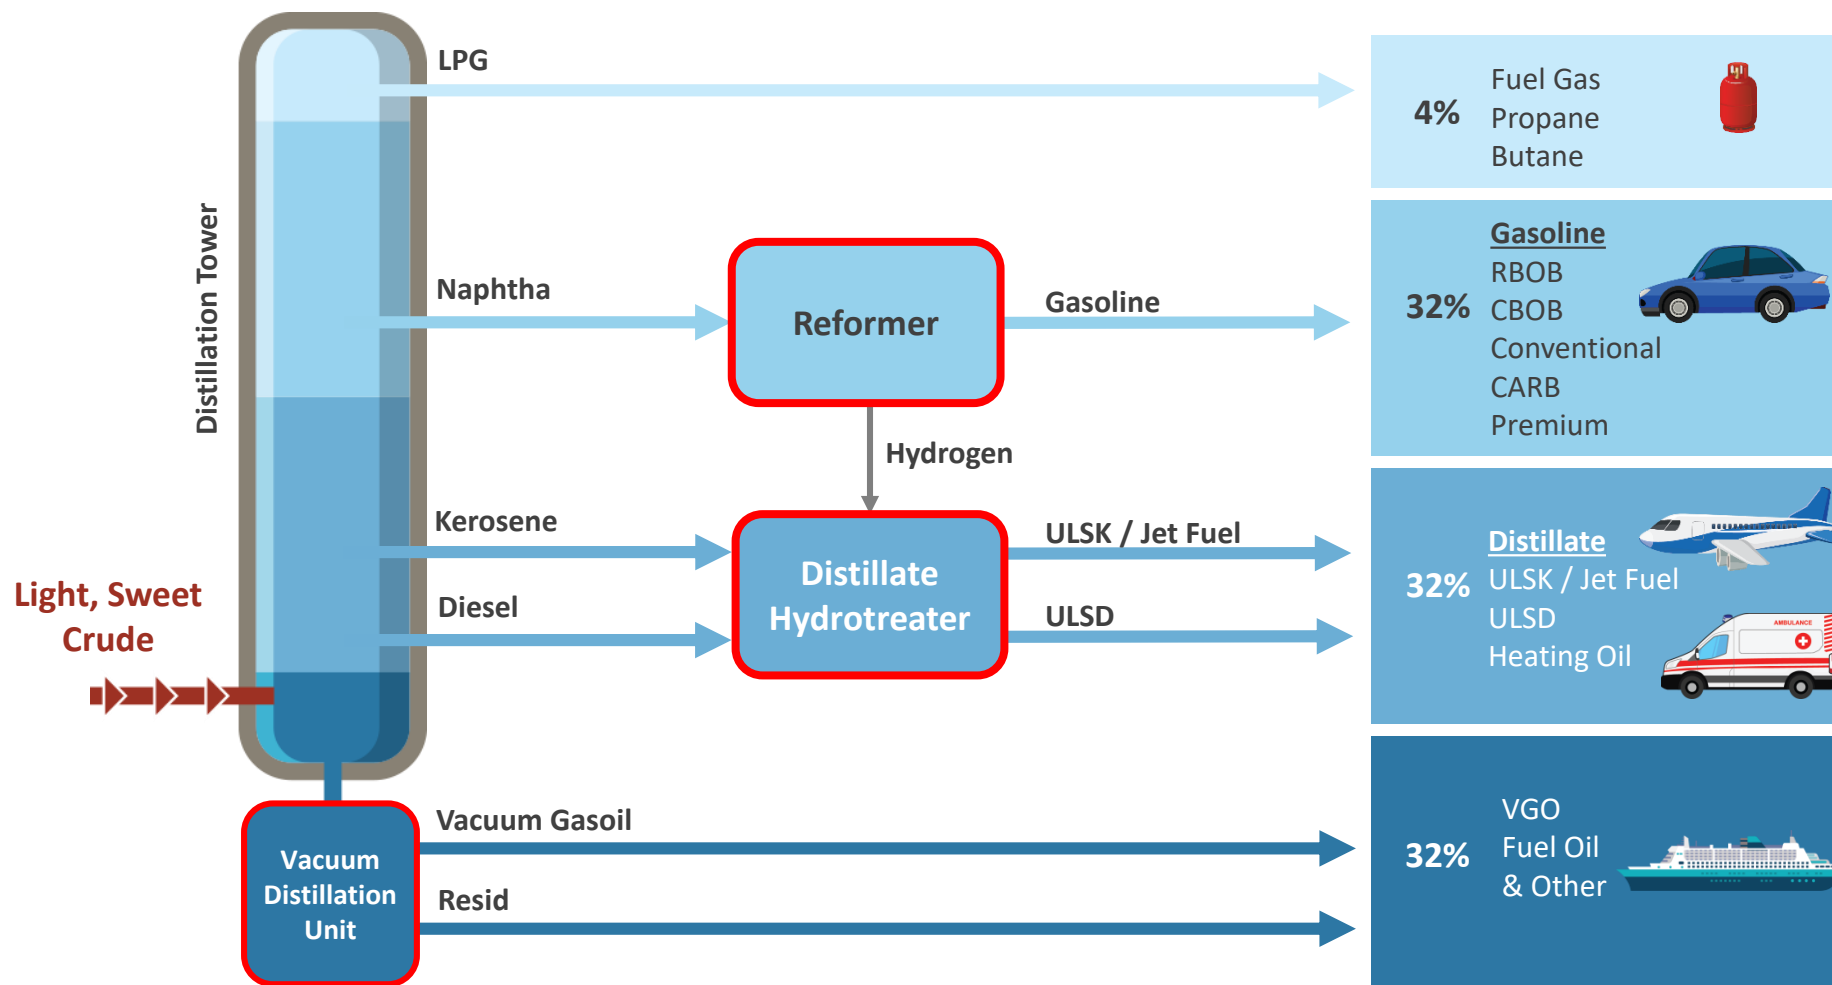 LPG
Fuel Gas
4%
Propane
Butane
Distillation Tower
Naphtha
Reformer
Gasoline
Gasoline
RBOB
32%
CBOB
Conventional
CARB
Premium
Hydrogen
Kerosene
Diesel
Distillate
Hydrotreater
ULSK / Jet Fuel
ULSD
Distillate
32%
ULSK / Jet Fuel
ULSD
Heating Oil
AMBULANCE
Light, Sweet
Crude
Vacuum
Distillation
Unit
Vacuum Gasoil
Resid
VGO
32%
Fuel Oil
& Other